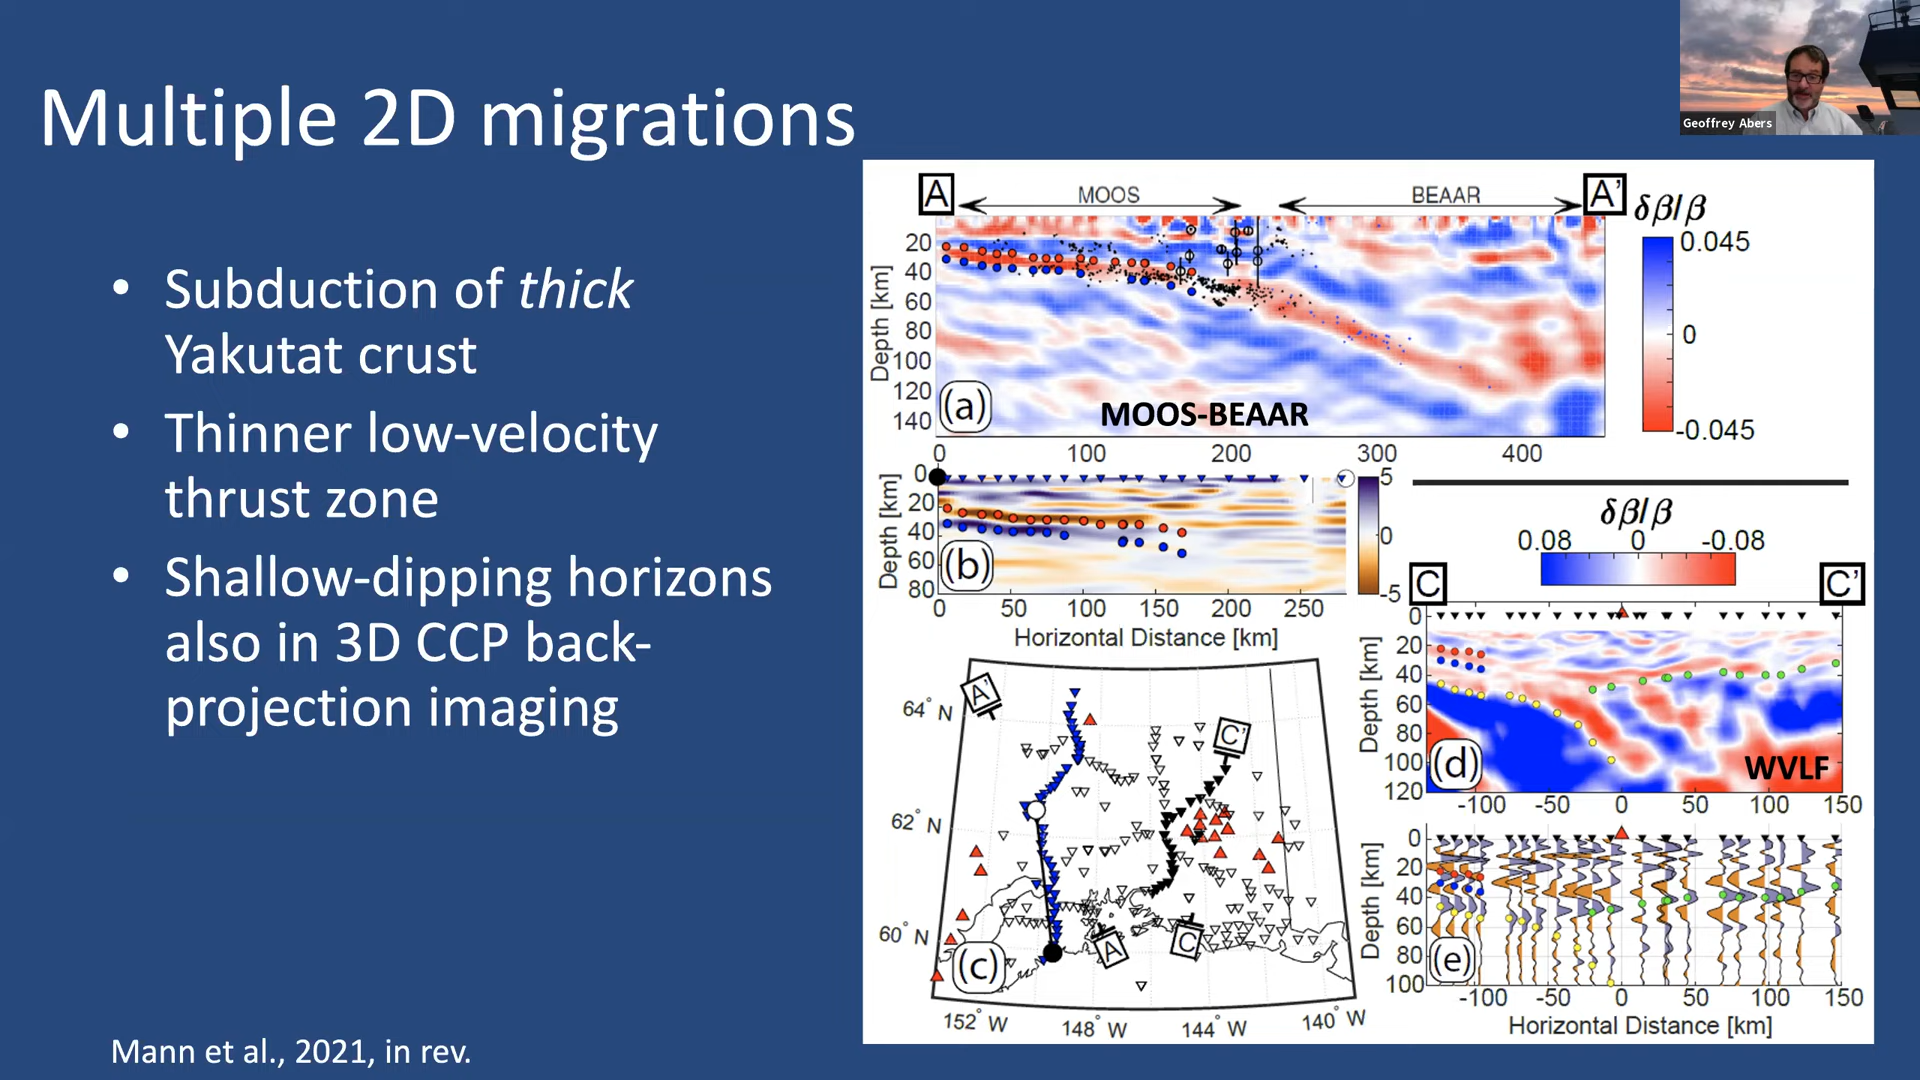 Multiple 2D migrations
Geoffrey Abers
• Subduction of thick
Yakutat crust
• Thinner low-velocity
thrust zone
• Shallow-dipping horizons
also in 3D CCP back-
projection imaging
Mann et al., 2021, in rev.
A
MOOS
BEAAR
A'
δβ/β
0.045
0
-0.045
Depth [km]
20
40
60
80
100
120
140
(a)
MOOS-BEAAR
0
100
200
300
400
Depth [km]
0
20
40
60
80
(b)
5
0
-5
0
50
100
150
200
250
Horizontal Distance [km]
A'
64° N
62° N
60° N
C'
A
C
(c)
152° W
148° W
144° W
140° W
δβ/β
0.08
0
-0.08
C
C'
Depth [km]
0
20
40
60
80
100
120
(d)
WVLF
-100
-50
0
50
100
150
Depth [km]
0
20
40
60
80
100
(e)
-100
-50
0
50
100
150
Horizontal Distance [km]